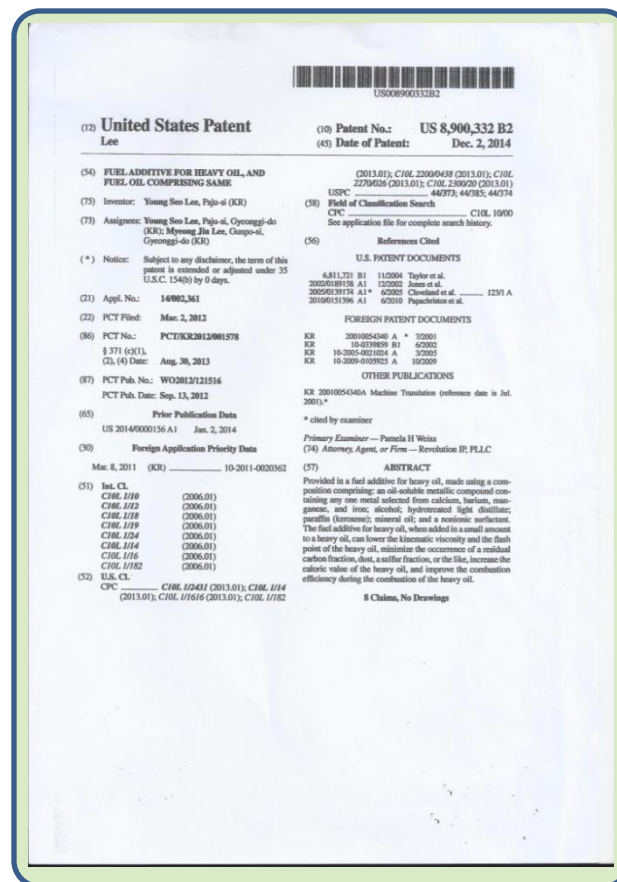 US008900332B2
(12) United States Patent
Lee
(10) Patent No.: US 8,900,332 B2
(45) Date of Patent: Dec. 2, 2014
(54) FUEL ADDITIVE FOR HEAVY OIL, AND
FUEL OIL COMPRISING SAME
(75) Inventor: Young Seo Lee, Paju-si (KR)
(73) Assignees: Young Seo Lee, Paju-si, Gyeonggi-do
(KR); Myeong Jin Lee, Gunpo-si,
Gyeonggi-do (KR)
(*) Notice: Subject to any disclaimer, the term of this
patent is extended or adjusted under 35
U.S.C. 154(b) by 0 days.
(21) Appl. No.: 14/002,361
(22) PCT Filed: Mar. 2, 2012
(86) PCT No.: PCT/KR2012/001578
§ 371 (c)(1),
(2), (4) Date: Aug. 30, 2013
(87) PCT Pub. No.: WO2012/121516
PCT Pub. Date: Sep. 13, 2012
(65) Prior Publication Data
US 2014/0000156 A1 Jan. 2, 2014
(30) Foreign Application Priority Data
Mar. 8, 2011 (KR) 10-2011-0020362
(51) Int. Cl.
C10L 1/10 (2006.01)
C10L 1/12 (2006.01)
C10L 1/18 (2006.01)
C10L 1/19 (2006.01)
C10L 1/24 (2006.01)
C10L 1/14 (2006.01)
C10L 1/16 (2006.01)
C10L 1/182 (2006.01)
(52) U.S. Cl.
CPC C10L 1/2431 (2013.01); C10L 1/14
(2013.01); C10L 1/1616 (2013.01); C10L 1/182
(2013.01); C10L 2200/0438 (2013.01); C10L
2270/026 (2013.01); C10L 2300/20 (2013.01)
USPC 44/373; 44/385; 44/374
(58) Field of Classification Search
CPC C10L 10/00
See application file for complete search history.
(56) References Cited
U.S. PATENT DOCUMENTS
6,811,721 B1 11/2004 Taylor et al.
2002/0189158 A1 12/2002 Jones et al.
2005/0139174 A1* 6/2005 Cleveland et al. 123/1 A
2010/0151396 A1 6/2010 Papachristos et al.
FOREIGN PATENT DOCUMENTS
KR 20010054340 A * 7/2001
KR 10-0339859 B1 6/2002
KR 10-2005-0021024 A 3/2005
KR 10-2009-0105925 A 10/2009
OTHER PUBLICATIONS
KR 20010054340A Machine Translation (reference date is Jul.
2001).*
* cited by examiner
Primary Examiner — Pamela H Weiss
(74) Attorney, Agent, or Firm — Revolution IP, PLLC
(57) ABSTRACT
Provided in a fuel additive for heavy oil, made using a com-
position comprising: an oil-soluble metallic compound con-
taining any one metal selected from calcium, barium, man-
ganese, and iron; alcohol; hydrotreated light distillate;
paraffin (kerosene); mineral oil; and a nonionic surfactant.
The fuel additive for heavy oil, when added in a small amount
to a heavy oil, can lower the kinematic viscosity and the flash
point of the heavy oil, minimize the occurrence of a residual
carbon fraction, dust, a sulfur fraction, or the like, increase the
caloric value of the heavy oil, and improve the combustion
efficiency during the combustion of the heavy oil.
8 Claims, No Drawings